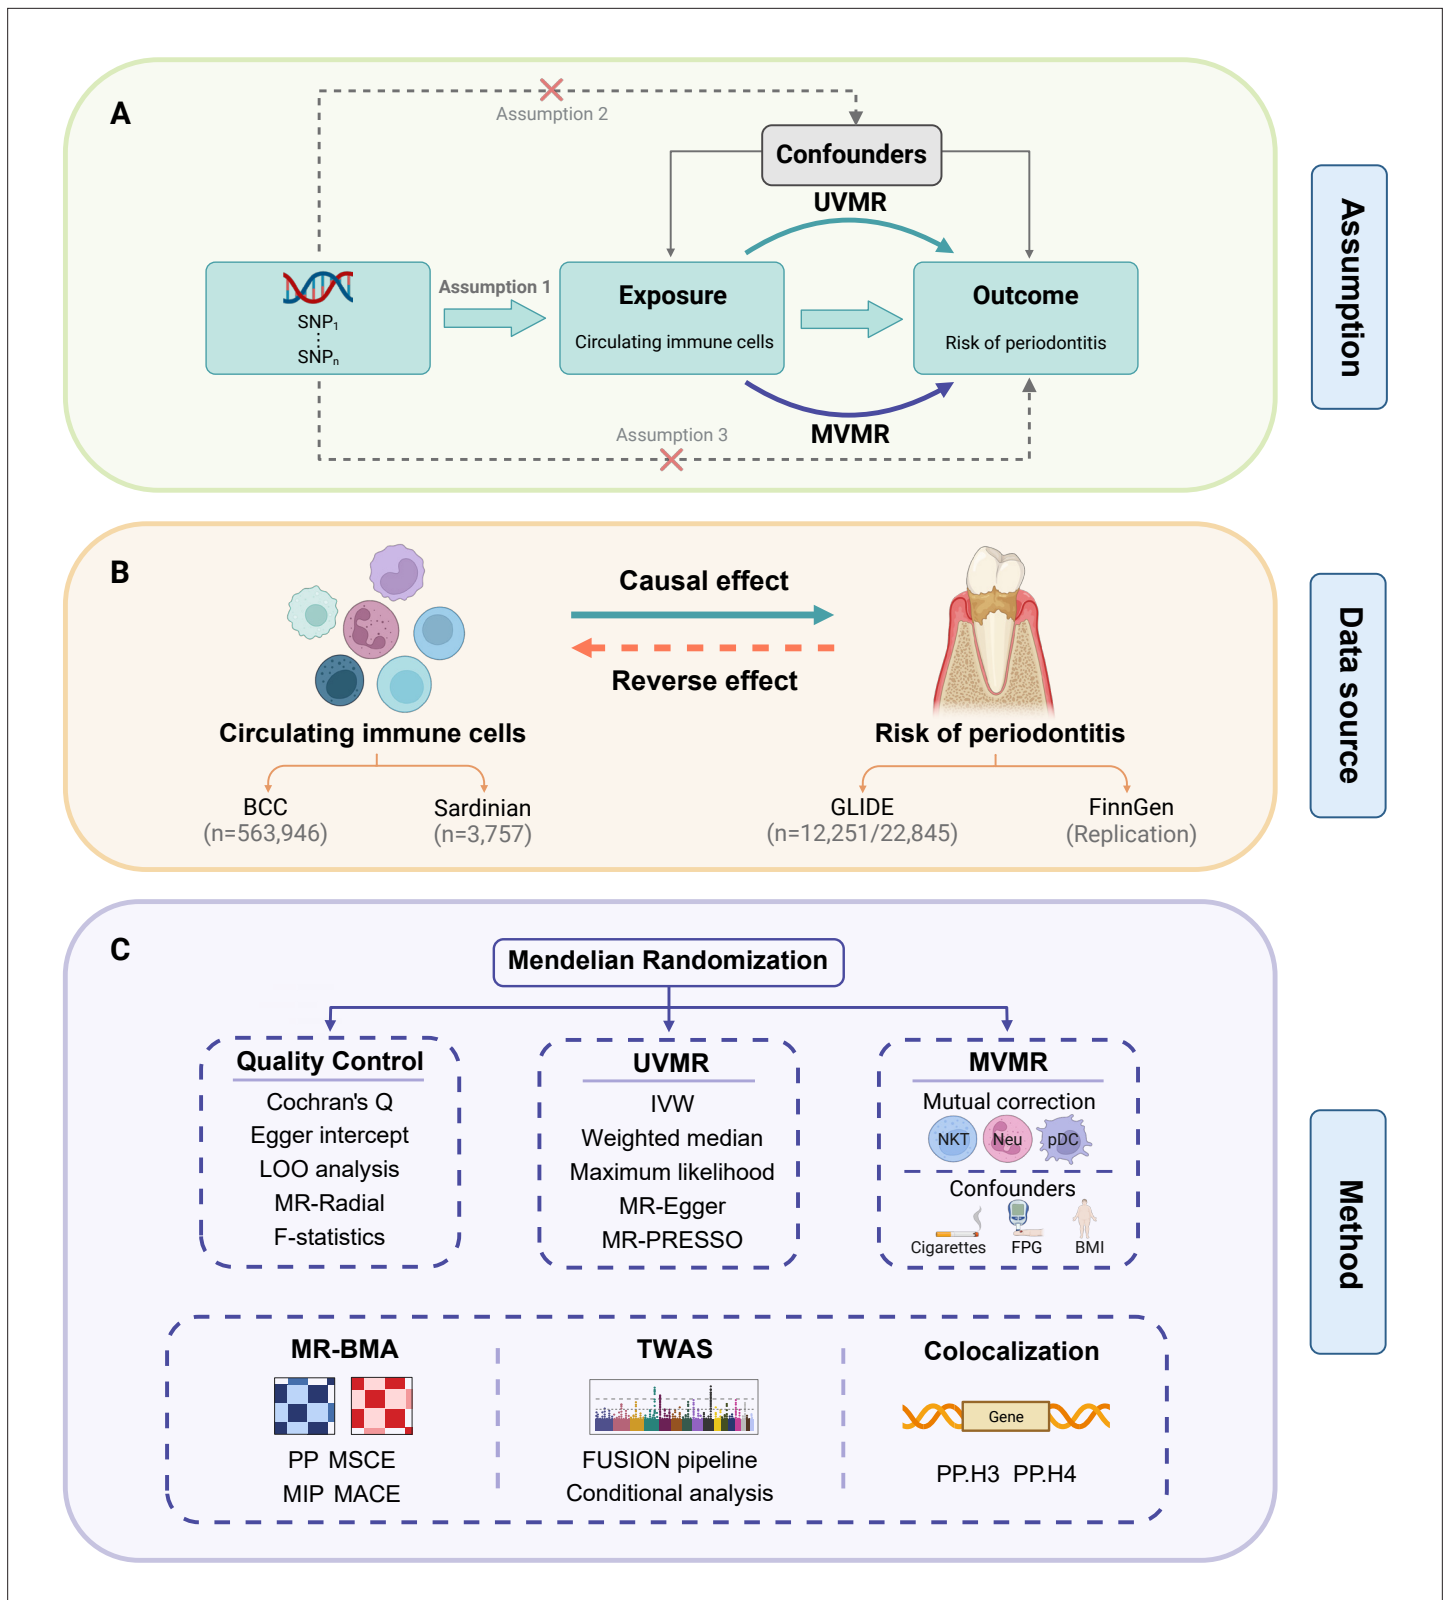 A
Assumption 2
Confounders
UVMR
Assumption 1
SNP1
SNPn
Exposure
Circulating immune cells
Outcome
Risk of periodontitis
MVMR
Assumption 3
Assumption
B
Causal effect
Reverse effect
Circulating immune cells
Risk of periodontitis
BCC
(n=563,946)
Sardinian
(n=3,757)
GLIDE
(n=12,251/22,845)
FinnGen
(Replication)
Data source
C
Mendelian Randomization
Quality Control
Cochran's Q
Egger intercept
LOO analysis
MR-Radial
F-statistics
UVMR
IVW
Weighted median
Maximum likelihood
MR-Egger
MR-PRESSO
MVMR
Mutual correction
NKT Neu pDC
Confounders
Cigarettes FPG BMI
Method
MR-BMA
PP MSCE
MIP MACE
TWAS
FUSION pipeline
Conditional analysis
Colocalization
Gene
PP.H3 PP.H4